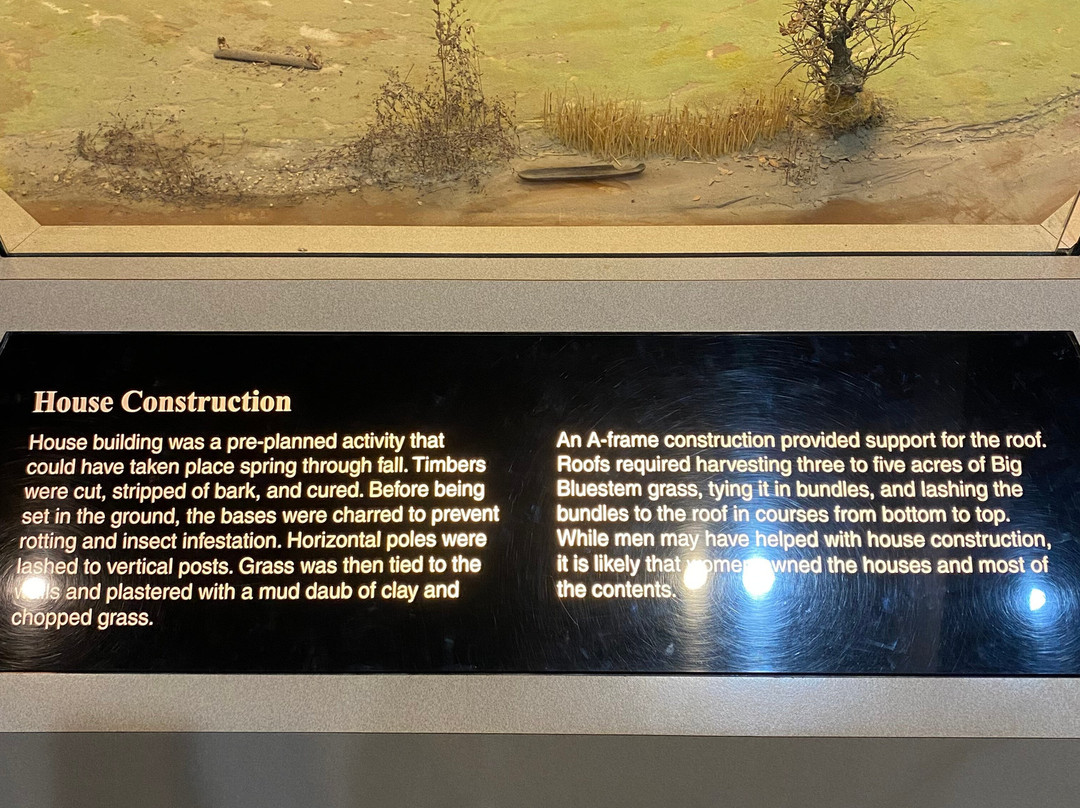 House Construction
House building was a pre-planned activity that
could have taken place spring through fall. Timbers
were cut, stripped of bark, and cured. Before being
set in the ground, the bases were charred to prevent
rotting and insect infestation. Horizontal poles were
lashed to vertical posts. Grass was then tied to the
walls and plastered with a mud daub of clay and
chopped grass.
An A-frame construction provided support for the roof.
Roofs required harvesting three to five acres of Big
Bluestem grass, tying it in bundles, and lashing the
bundles to the roof in courses from bottom to top.
While men may have helped with house construction,
it is likely that women owned the houses and most of
the contents.